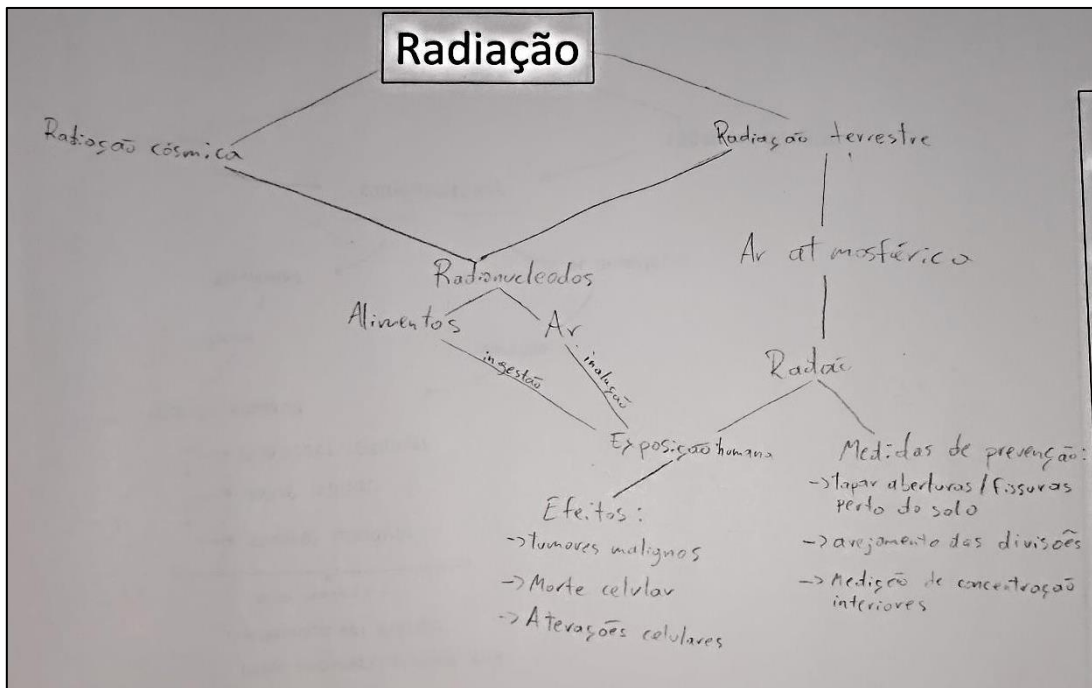 Radiação
Radiação cósmica
Radiação terrestre
Ar atmosférico
Radionucleodos
Alimentos
Ar
ingestão
inalução
Radão
Exposição humana
Medidas de prevenção:
-> tapar aberturas / fissuras
perto do solo
-> arejamento das divisões
-> Medição de concentração
interiores
Efeitos:
-> tumores malignos
-> Morte celular
-> Aterações celulares